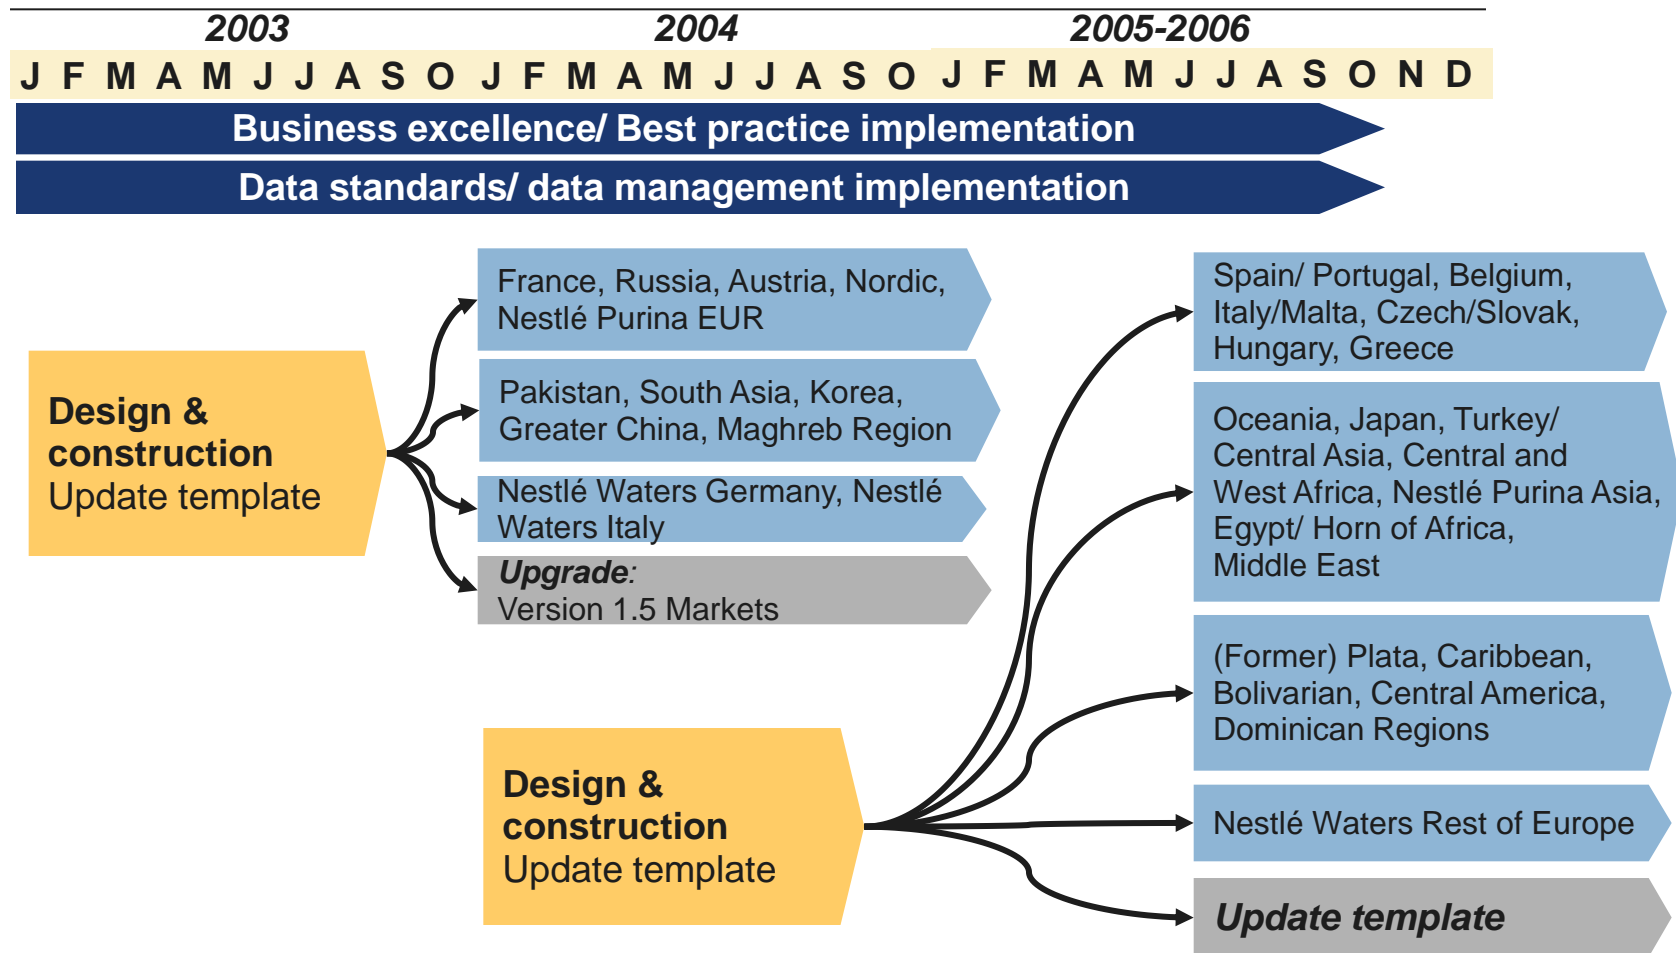 2003 2004 2005-2006
J F M A M J J A S O J F M A M J J A S O J F M A M J J A S O N D
Business excellence/ Best practice implementation
Data standards/ data management implementation
Design &
construction
Update template
France, Russia, Austria, Nordic,
Nestlé Purina EUR
Pakistan, South Asia, Korea,
Greater China, Maghreb Region
Nestlé Waters Germany, Nestlé
Waters Italy
Upgrade:
Version 1.5 Markets
Design &
construction
Update template
Spain/ Portugal, Belgium,
Italy/Malta, Czech/Slovak,
Hungary, Greece
Oceania, Japan, Turkey/
Central Asia, Central and
West Africa, Nestlé Purina Asia,
Egypt/ Horn of Africa,
Middle East
(Former) Plata, Caribbean,
Bolivarian, Central America,
Dominican Regions
Nestlé Waters Rest of Europe
Update template